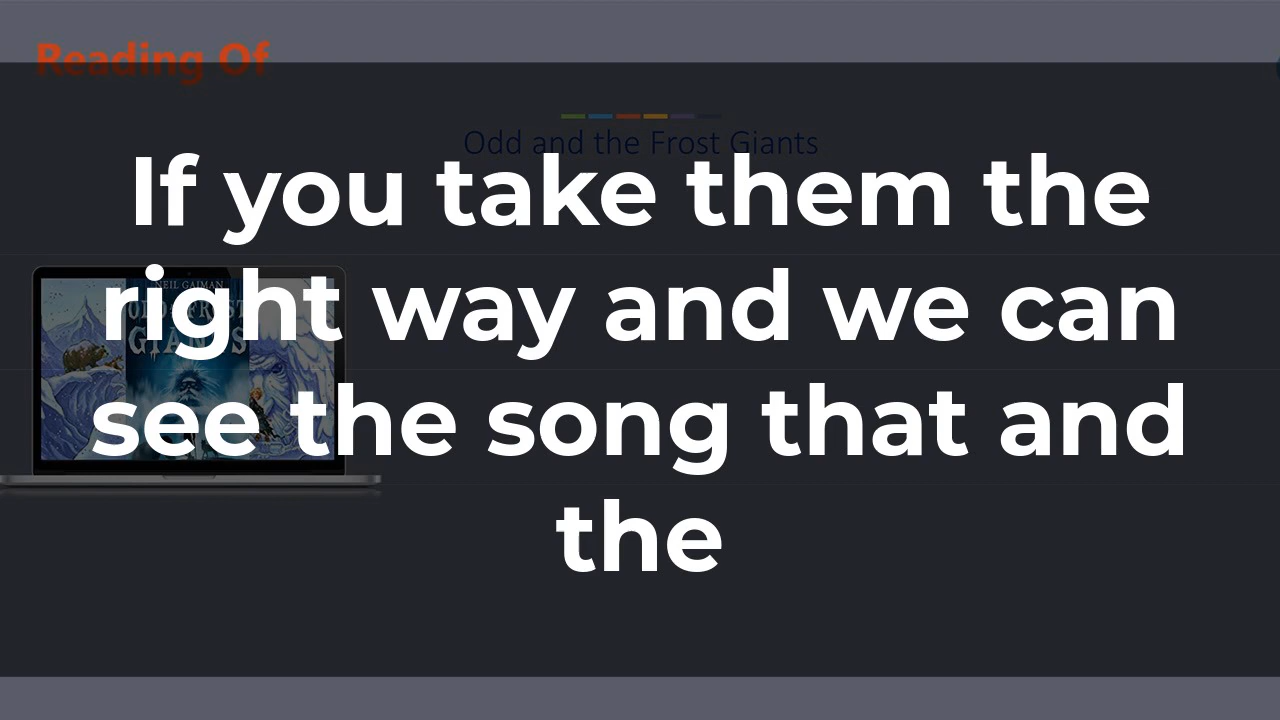 Reading Of
Odd and the Frost Giants
If you take them the
right way and we can
see the song that and
the
NEIL GAIMAN
GIANTS